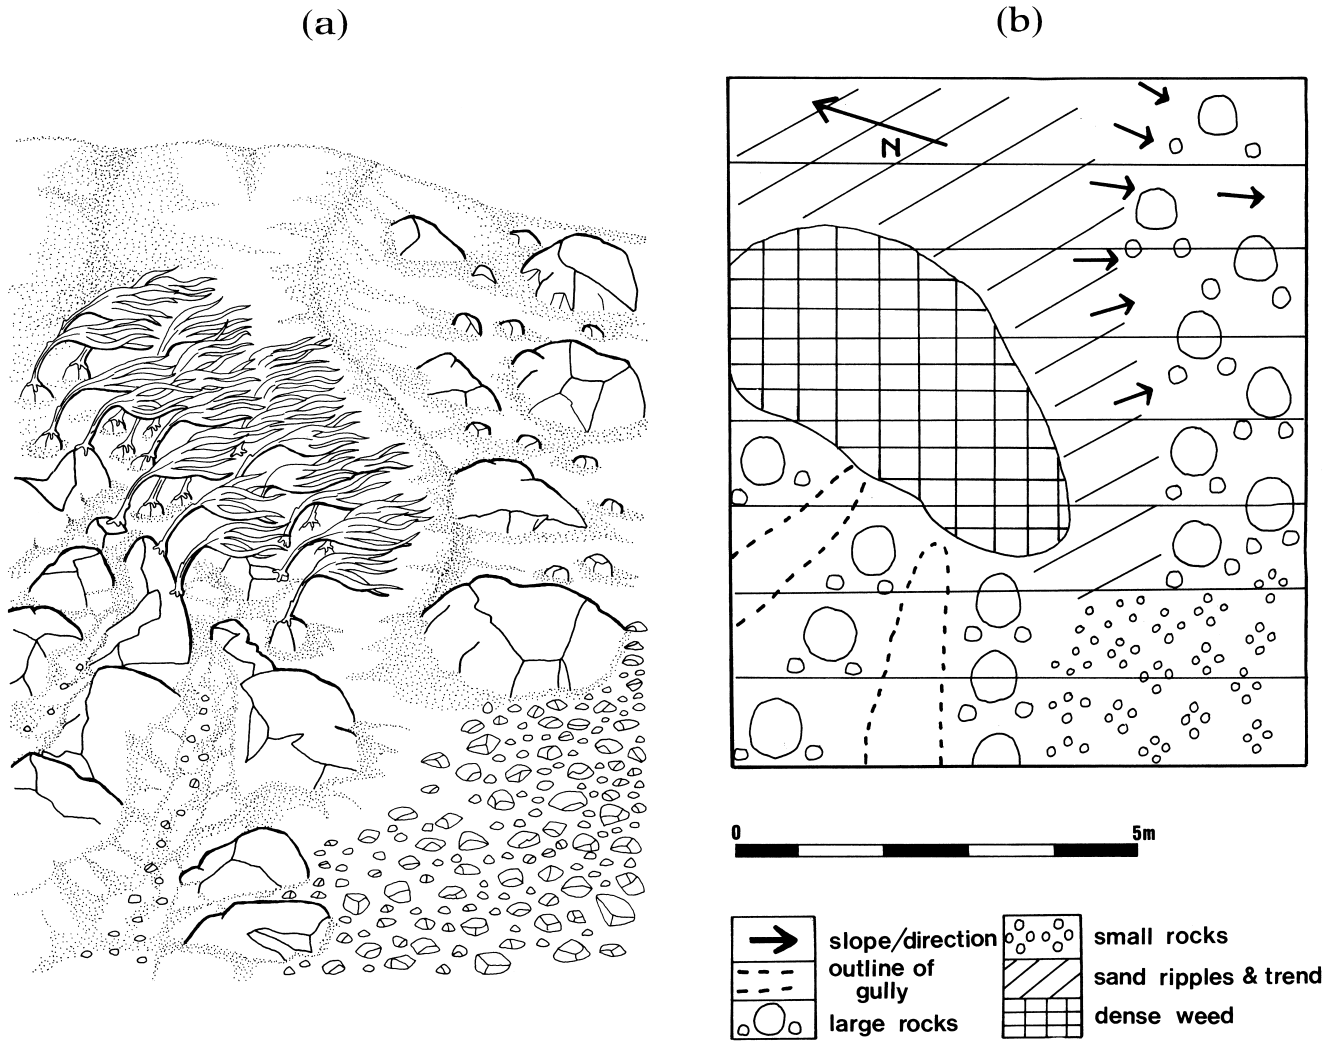 (a)
(b)
N
0 5m
slope/direction
outline of
gully
large rocks
small rocks
sand ripples & trend
dense weed